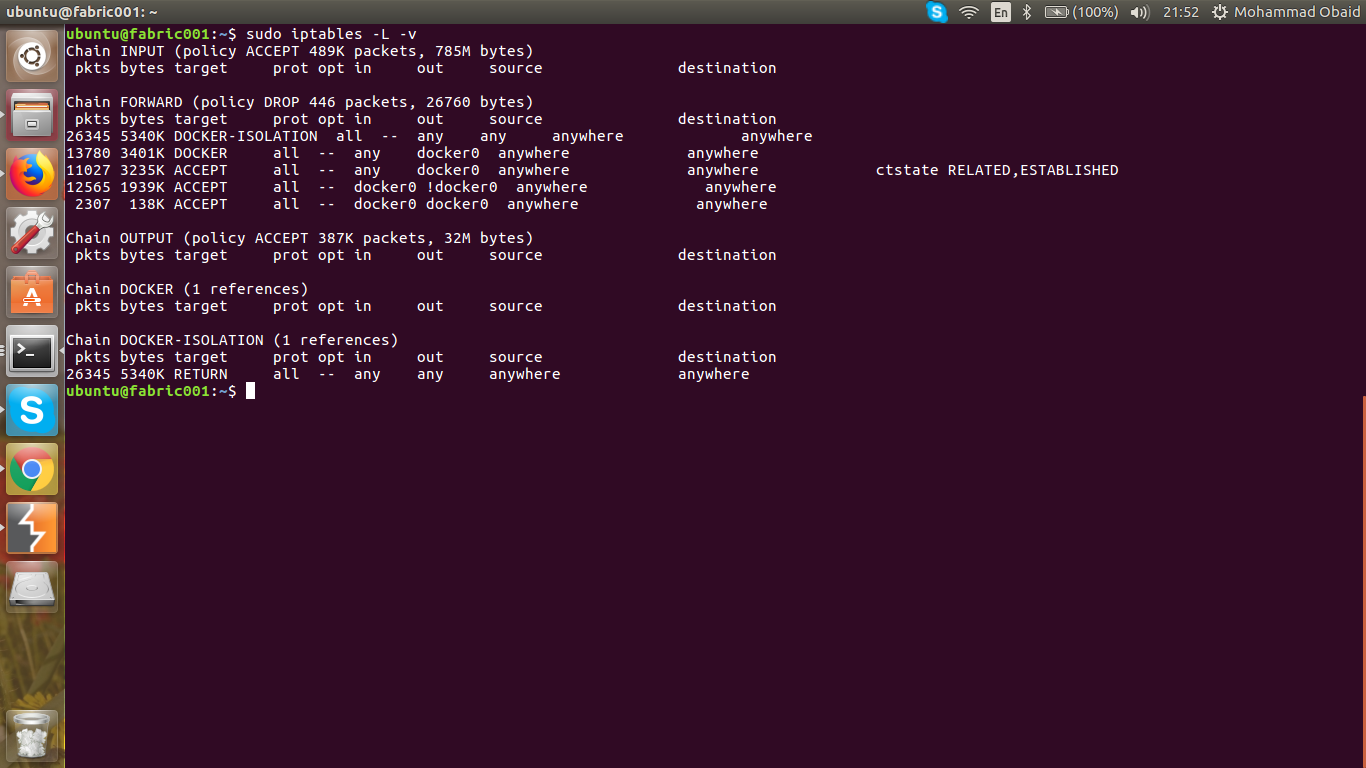 ubuntu@fabric001: ~ En (100%) 21:52 Mohammad Obaid
ubuntu@fabric001:~$ sudo iptables -L -v
Chain INPUT (policy ACCEPT 489K packets, 785M bytes)
 pkts bytes target     prot opt in     out     source               destination

Chain FORWARD (policy DROP 446 packets, 26760 bytes)
 pkts bytes target     prot opt in     out     source               destination
26345 5340K DOCKER-ISOLATION  all  --  any    any     anywhere             anywhere
13780 3401K DOCKER     all  --  any    docker0  anywhere             anywhere
11027 3235K ACCEPT     all  --  any    docker0  anywhere             anywhere             ctstate RELATED,ESTABLISHED
12565 1939K ACCEPT     all  --  docker0 !docker0  anywhere             anywhere
 2307  138K ACCEPT     all  --  docker0 docker0  anywhere             anywhere

Chain OUTPUT (policy ACCEPT 387K packets, 32M bytes)
 pkts bytes target     prot opt in     out     source               destination

Chain DOCKER (1 references)
 pkts bytes target     prot opt in     out     source               destination

Chain DOCKER-ISOLATION (1 references)
 pkts bytes target     prot opt in     out     source               destination
26345 5340K RETURN     all  --  any    any     anywhere             anywhere
ubuntu@fabric001:~$